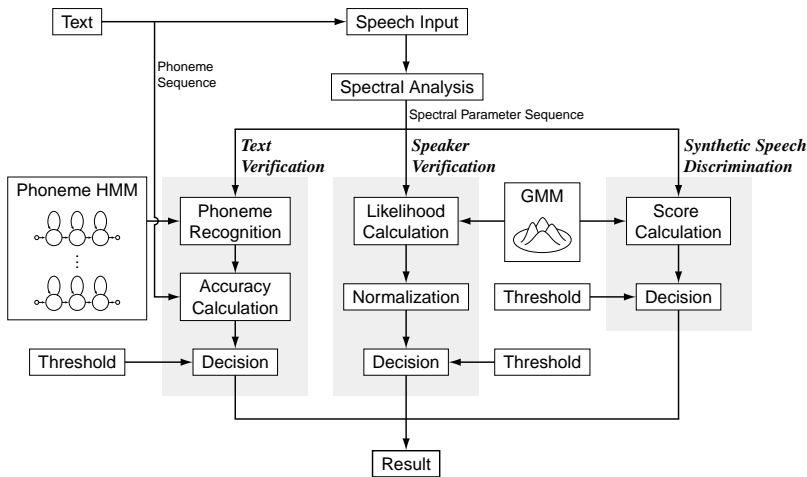 Text
Speech Input
Phoneme
Sequence
Spectral Analysis
Spectral Parameter Sequence
Text
Verification
Speaker
Verification
Synthetic Speech
Discrimination
Phoneme HMM
Phoneme
Recognition
Likelihood
Calculation
GMM
Score
Calculation
Accuracy
Calculation
Normalization
Threshold
Decision
Threshold
Decision
Decision
Threshold
Result